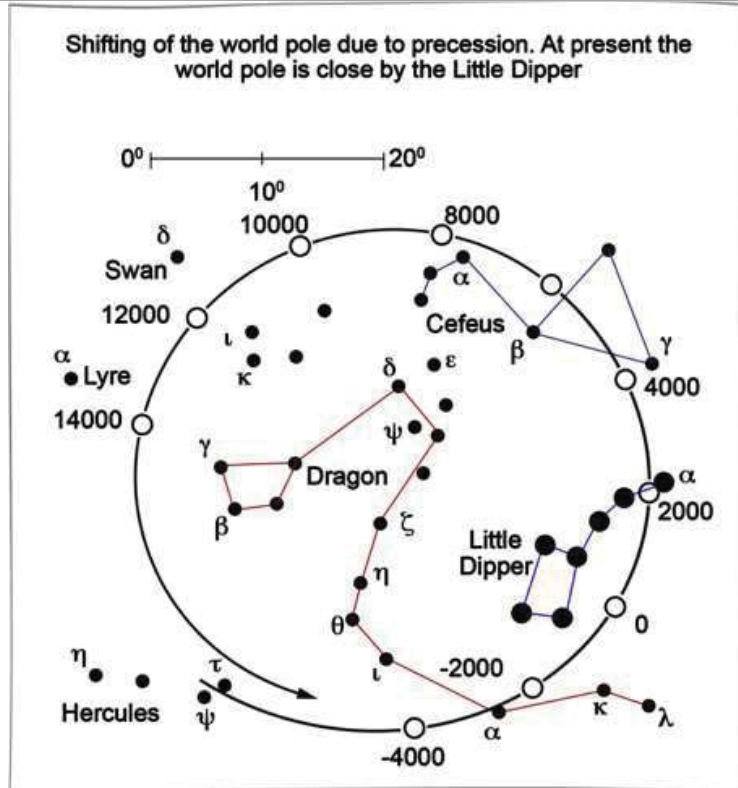 Shifting of the world pole due to precession. At present the
world pole is close by the Little Dipper
0⁰
20⁰
10⁰
10000
8000
δ
Swan
α
12000
Cefeus
ι
β
γ
κ
ε
α
Lyre
δ
4000
14000
ψ
γ
Dragon
α
2000
β
ζ
Little
Dipper
η
θ
0
ι
-2000
η
τ
κ
Hercules
ψ
α
λ
-4000